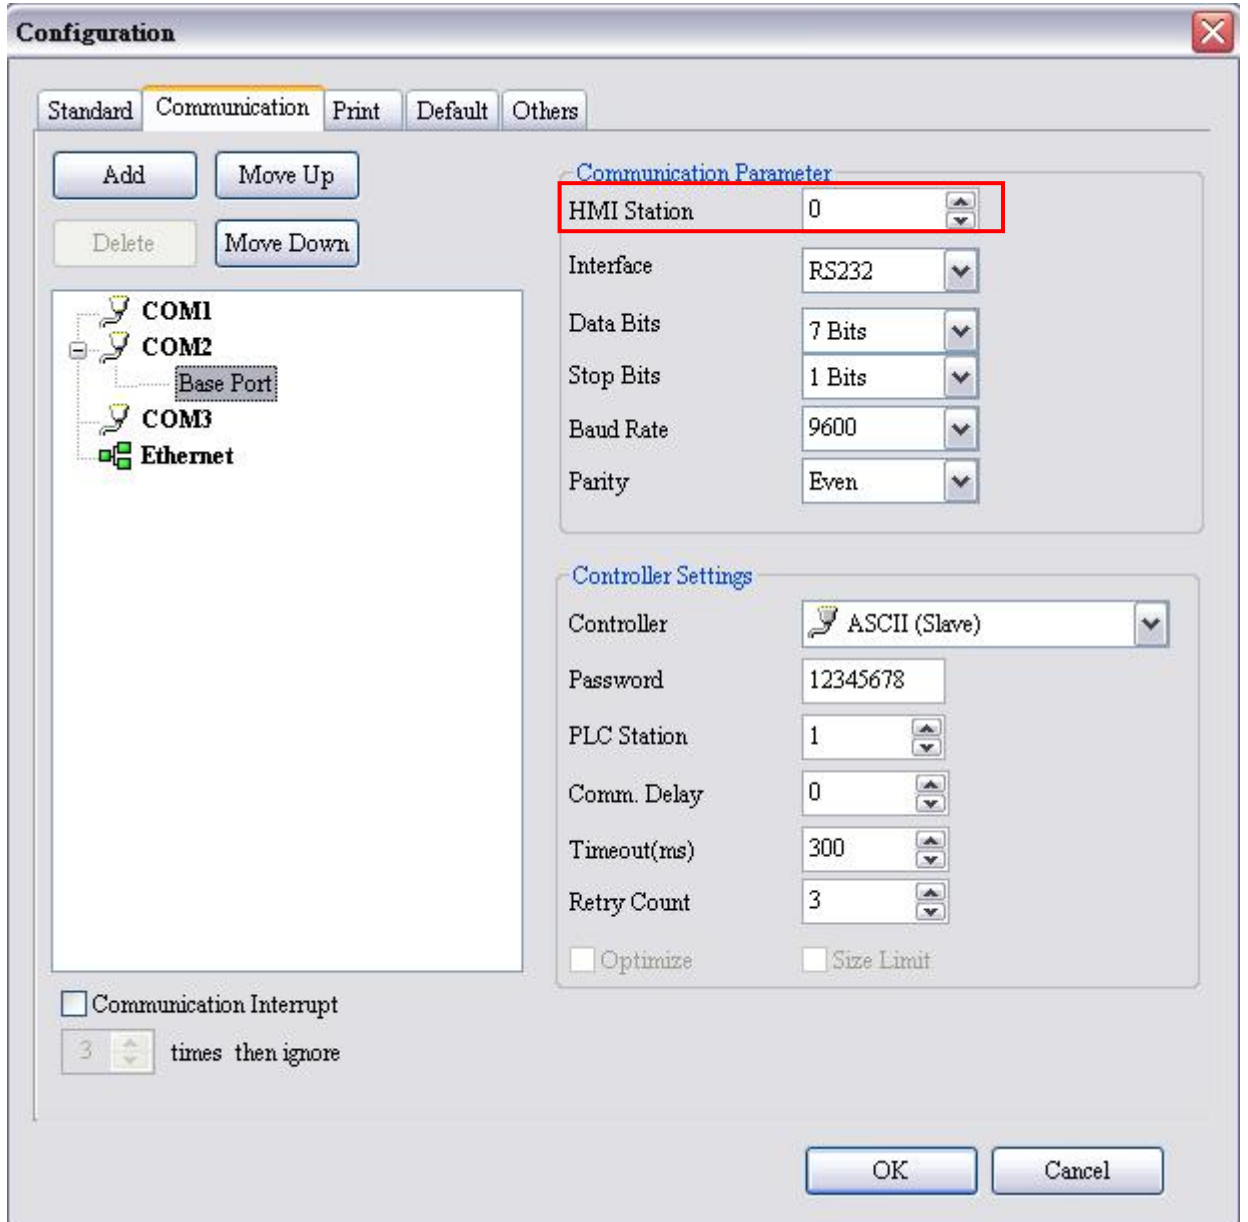 Configuration
Standard Communication Print Default Others
Add Move Up
Delete Move Down
COM1
COM2
Base Port
COM3
Ethernet
Communication Interrupt
3 times then ignore
Communication Parameter
HMI Station 0
Interface RS232
Data Bits 7 Bits
Stop Bits 1 Bits
Baud Rate 9600
Parity Even
Controller Settings
Controller ASCII (Slave)
Password 12345678
PLC Station 1
Comm. Delay 0
Timeout(ms) 300
Retry Count 3
Optimize Size Limit
OK Cancel